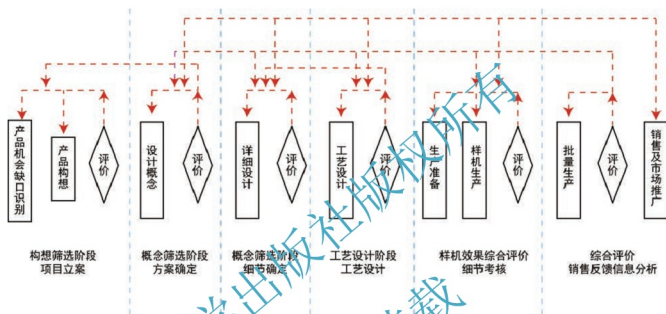 产品机会缺口识别
产品构想
评价
设计概念
评价
详细设计
评价
工艺设计
评价
生产准备
样机生产
评价
批量生产
评价
销售及市场推广
构想筛选阶段
项目立案
概念筛选阶段
方案确定
概念筛选阶段
细节确定
工艺设计阶段
工艺设计
样机效果综合评价
细节考核
综合评价
销售反馈信息分析
学出版社版权所有
载